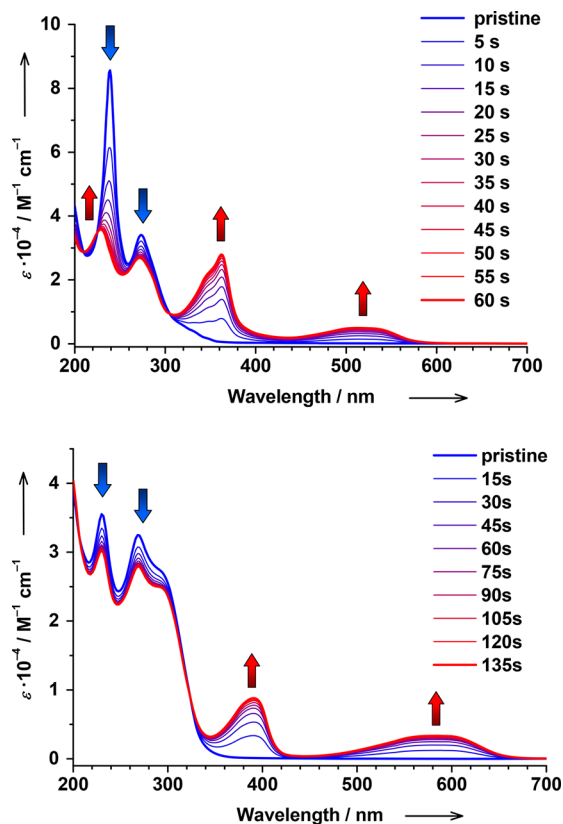 pristine
5 s
10 s
15 s
20 s
25 s
30 s
35 s
40 s
45 s
50 s
55 s
60 s
10
8
6
4
2
0
ε·10⁻⁴ / M⁻¹ cm⁻¹
200 300 400 500 600 700
Wavelength / nm
pristine
15s
30s
45s
60s
75s
90s
105s
120s
135s
4
3
2
1
0
ε·10⁻⁴ / M⁻¹ cm⁻¹
200 300 400 500 600 700
Wavelength / nm